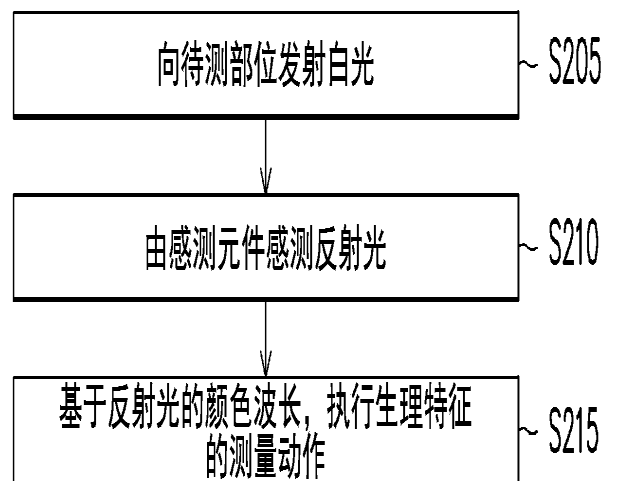 向待测部位发射白光
S205
由感测元件感测反射光
S210
基于反射光的颜色波长，执行生理特征
的测量动作
S215